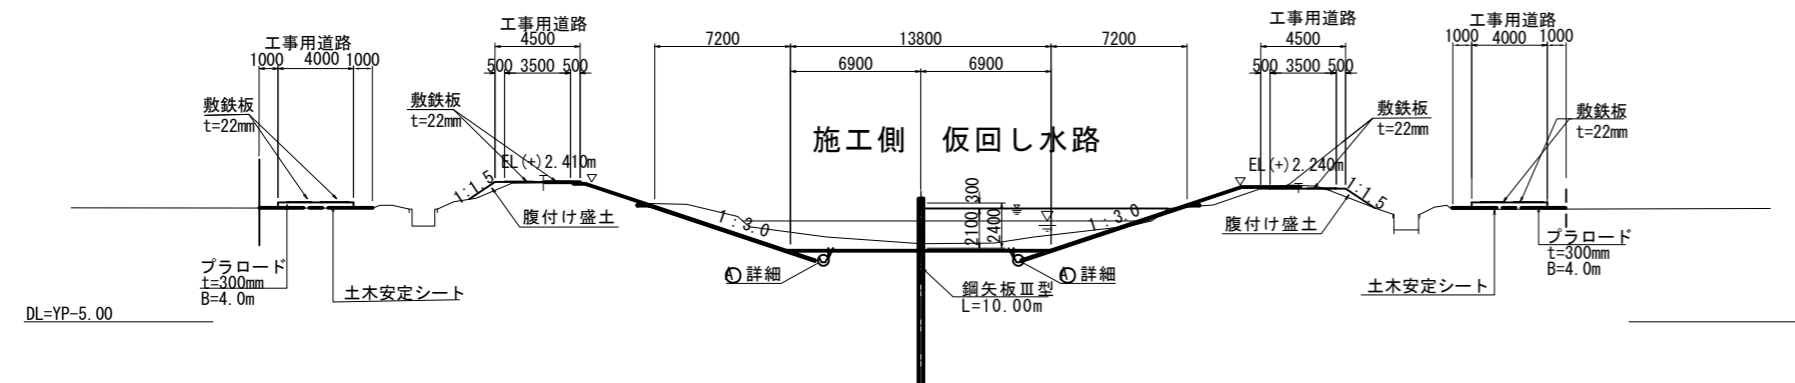 工事用道路
4500
500 3500 500
工事用道路
1000 4000 1000
敷鉄板
t=22mm
敷鉄板
t=22mm
EL(+)2.410m
1:1.5
腹付け盛土
プラロード
t=300mm
B=4.0m
土木安定シート
DL=YP-5.00
7200 13800 7200
6900 6900
施工側 仮回し水路
300
2100
2400
1:3.0
1:3.0
A 詳細
A 詳細
鋼矢板Ⅲ型
L=10.00m
工事用道路
4500
500 3500 500
工事用道路
1000 4000 1000
敷鉄板
t=22mm
敷鉄板
t=22mm
EL(+)2.240m
1:1.5
腹付け盛土
プラロード
t=300mm
B=4.0m
土木安定シート